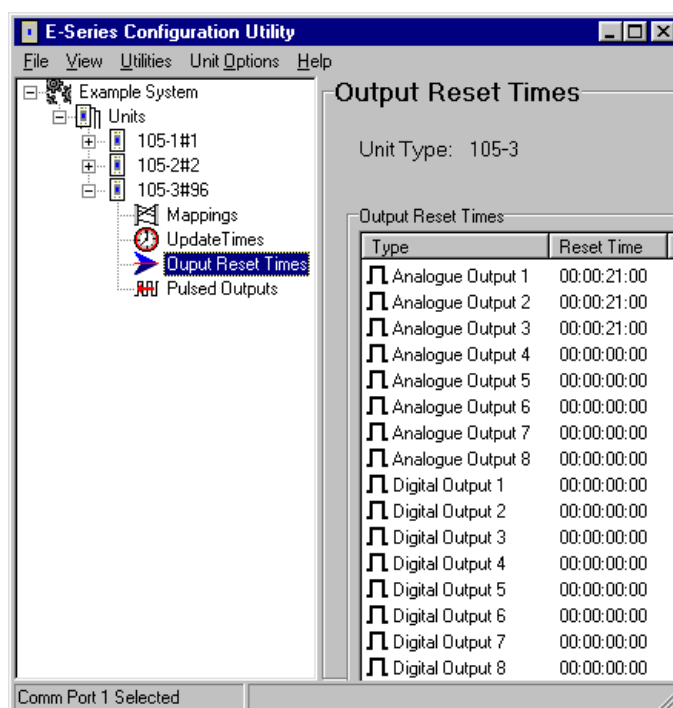 E-Series Configuration Utility
File View Utilities Unit Options Help
Example System
Units
105-1#1
105-2#2
105-3#96
Mappings
UpdateTimes
Ouput Reset Times
Pulsed Outputs
Output Reset Times
Unit Type: 105-3
Output Reset Times
Type Reset Time
Analogue Output 1 00:00:21:00
Analogue Output 2 00:00:21:00
Analogue Output 3 00:00:21:00
Analogue Output 4 00:00:00:00
Analogue Output 5 00:00:00:00
Analogue Output 6 00:00:00:00
Analogue Output 7 00:00:00:00
Analogue Output 8 00:00:00:00
Digital Output 1 00:00:00:00
Digital Output 2 00:00:00:00
Digital Output 3 00:00:00:00
Digital Output 4 00:00:00:00
Digital Output 5 00:00:00:00
Digital Output 6 00:00:00:00
Digital Output 7 00:00:00:00
Digital Output 8 00:00:00:00
Comm Port 1 Selected